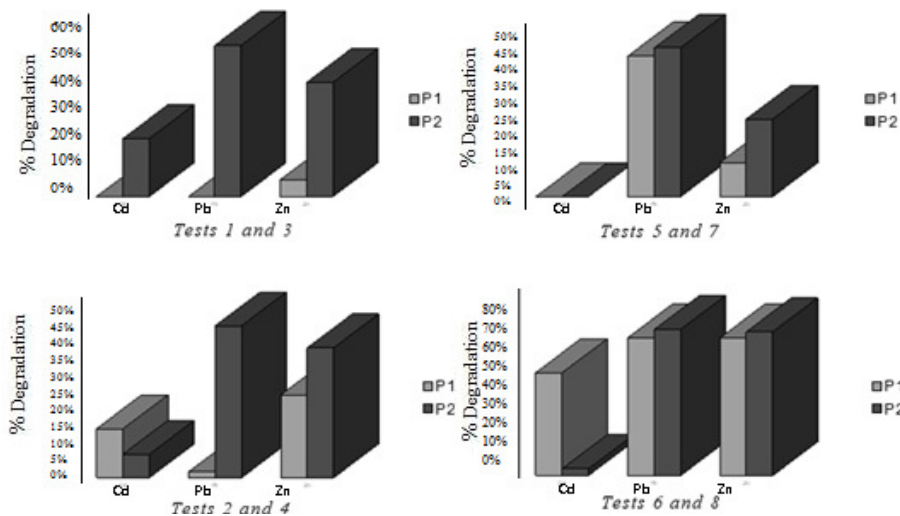 % Degradation
60%
50%
40%
30%
20%
10%
0%
Cd Pb Zn
P1
P2
Tests 1 and 3
% Degradation
50%
45%
40%
35%
30%
25%
20%
15%
10%
5%
0%
Cd Pb Zn
P1
P2
Tests 5 and 7
% Degradation
50%
45%
40%
35%
30%
25%
20%
15%
10%
5%
0%
Cd Pb Zn
P1
P2
Tests 2 and 4
% Degradation
80%
70%
60%
50%
40%
30%
20%
10%
0%
Cd Pb Zn
P1
P2
Tests 6 and 8